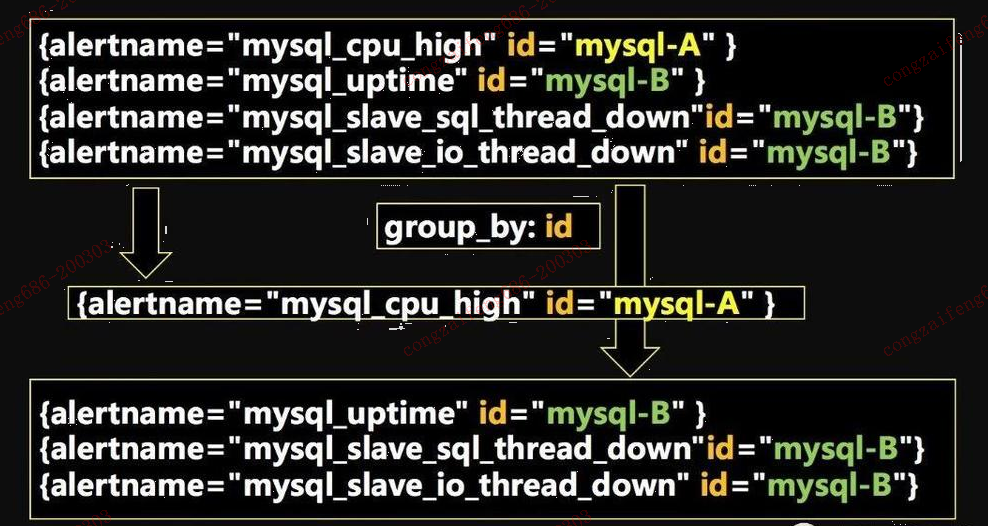 {alertname="mysql_cpu_high" id="mysql-A" }
{alertname="mysql_uptime" id="mysql-B" }
{alertname="mysql_slave_sql_thread_down"id="mysql-B"}
{alertname="mysql_slave_io_thread_down" id="mysql-B"}
group_by: id
{alertname="mysql_cpu_high" id="mysql-A" }
{alertname="mysql_uptime" id="mysql-B" }
{alertname="mysql_slave_sql_thread_down"id="mysql-B"}
{alertname="mysql_slave_io_thread_down" id="mysql-B"}